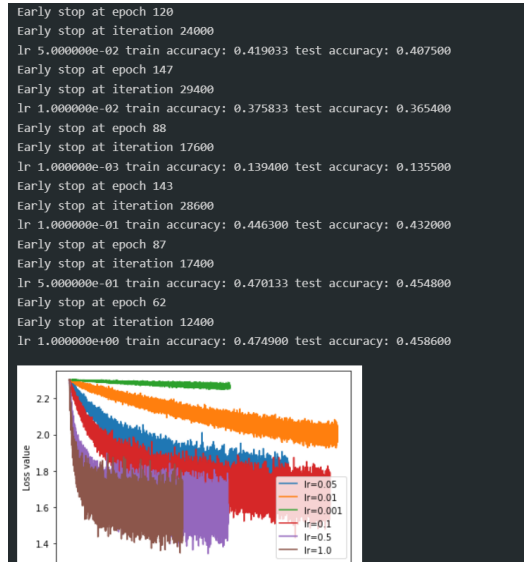 Early stop at epoch 120
Early stop at iteration 24000
lr 5.000000e-02 train accuracy: 0.419033 test accuracy: 0.407500
Early stop at epoch 147
Early stop at iteration 29400
lr 1.000000e-02 train accuracy: 0.375833 test accuracy: 0.365400
Early stop at epoch 88
Early stop at iteration 17600
lr 1.000000e-03 train accuracy: 0.139400 test accuracy: 0.135500
Early stop at epoch 143
Early stop at iteration 28600
lr 1.000000e-01 train accuracy: 0.446300 test accuracy: 0.432000
Early stop at epoch 87
Early stop at iteration 17400
lr 5.000000e-01 train accuracy: 0.470133 test accuracy: 0.454800
Early stop at epoch 62
Early stop at iteration 12400
lr 1.000000e+00 train accuracy: 0.474900 test accuracy: 0.458600
Loss value
2.2
2.0
1.8
1.6
1.4
lr=0.05
lr=0.01
lr=0.001
lr=0.1
lr=0.5
lr=1.0